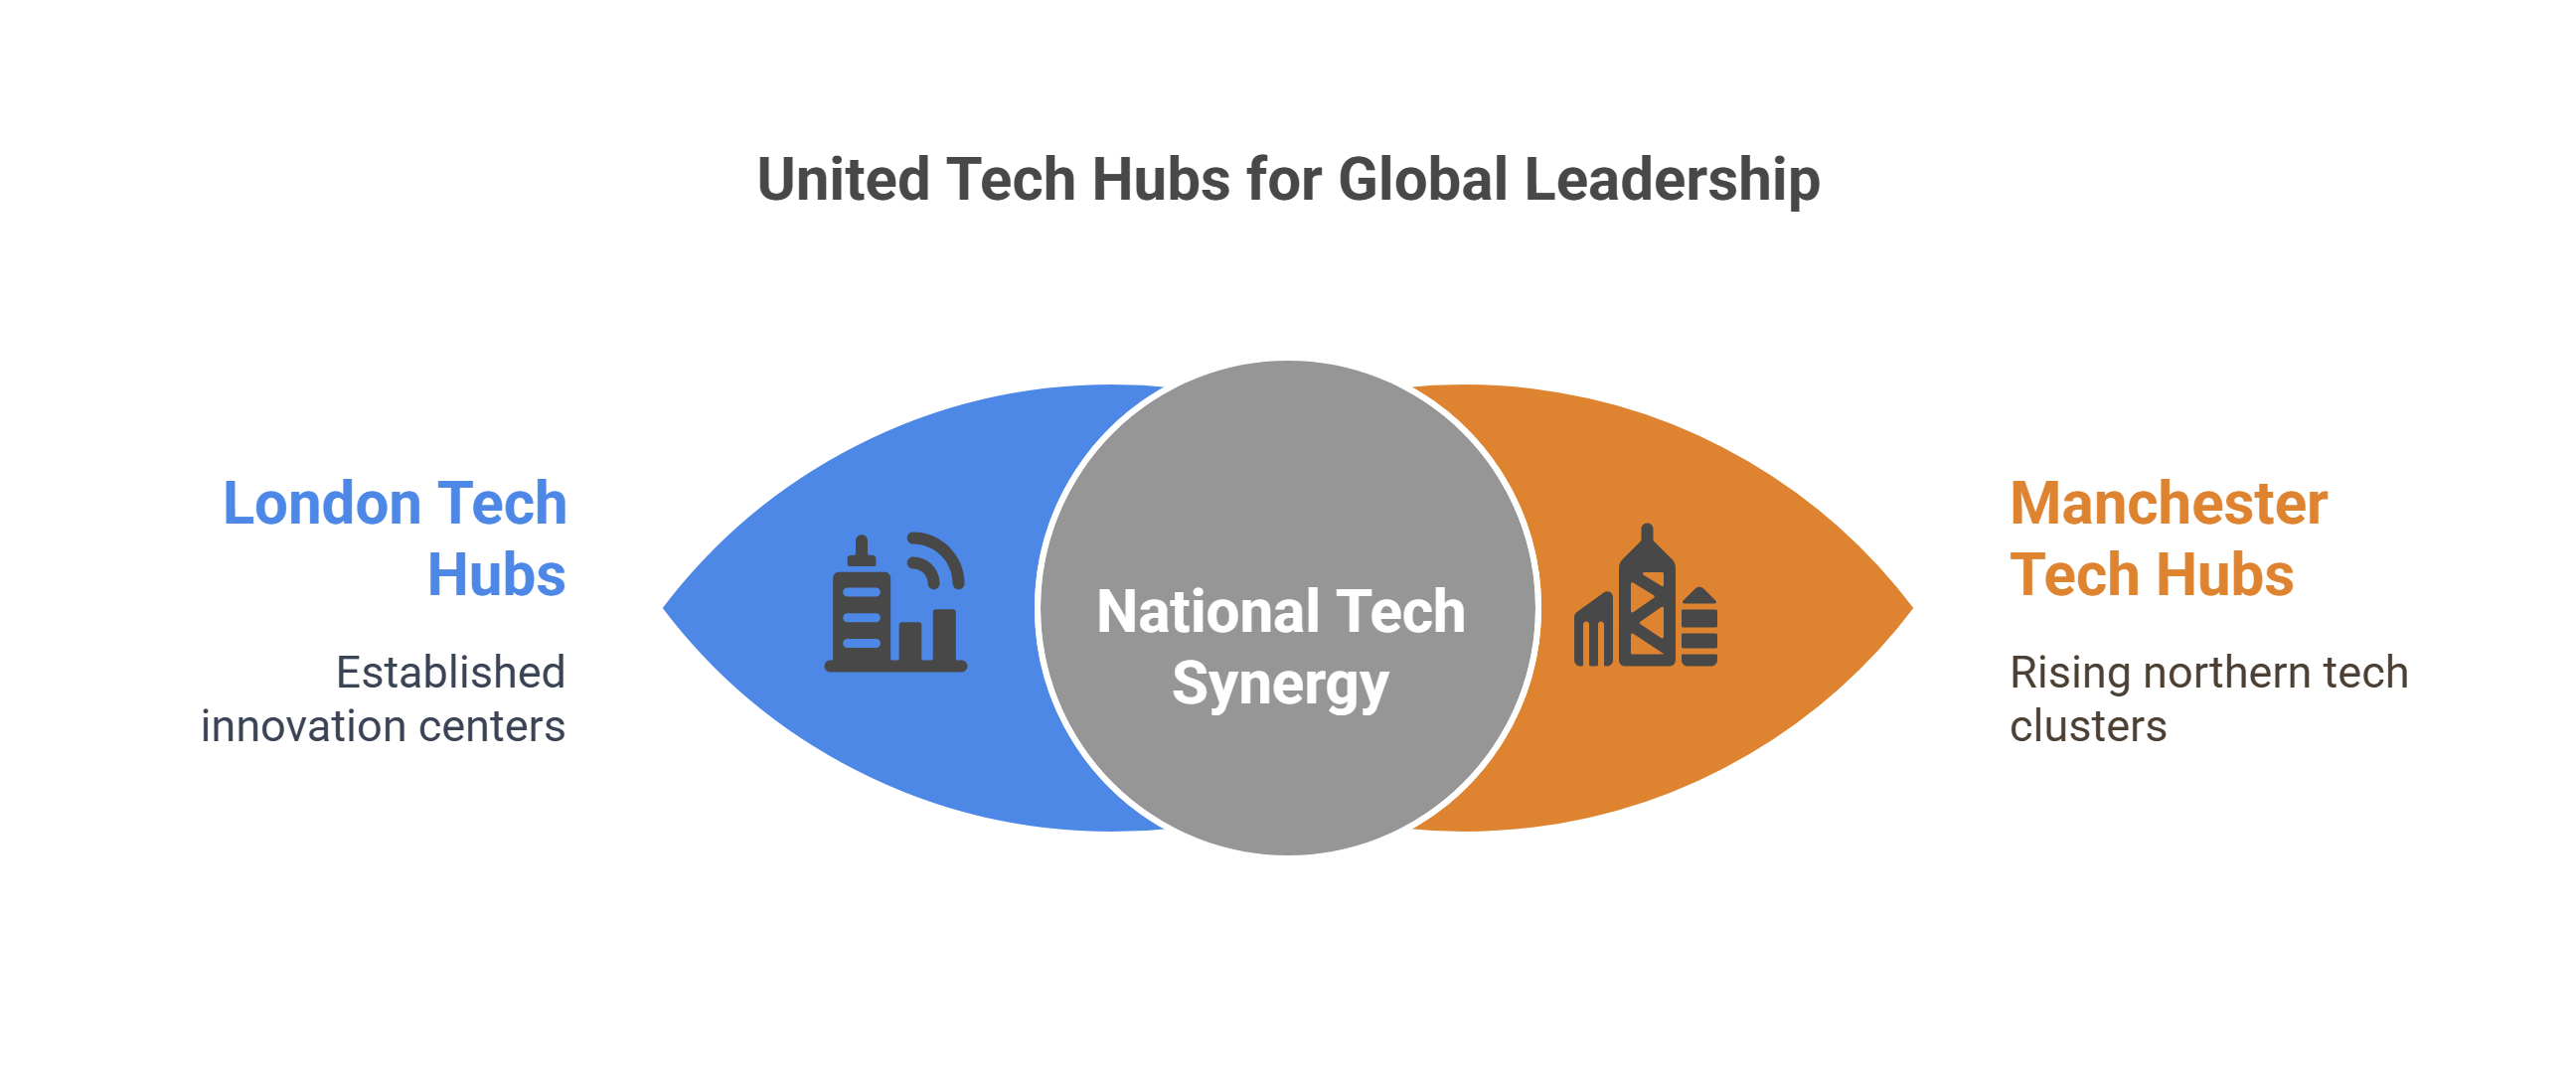 United Tech Hubs for Global Leadership
London Tech
Hubs
Established
innovation centers
National Tech
Synergy
Manchester
Tech Hubs
Rising northern tech
clusters